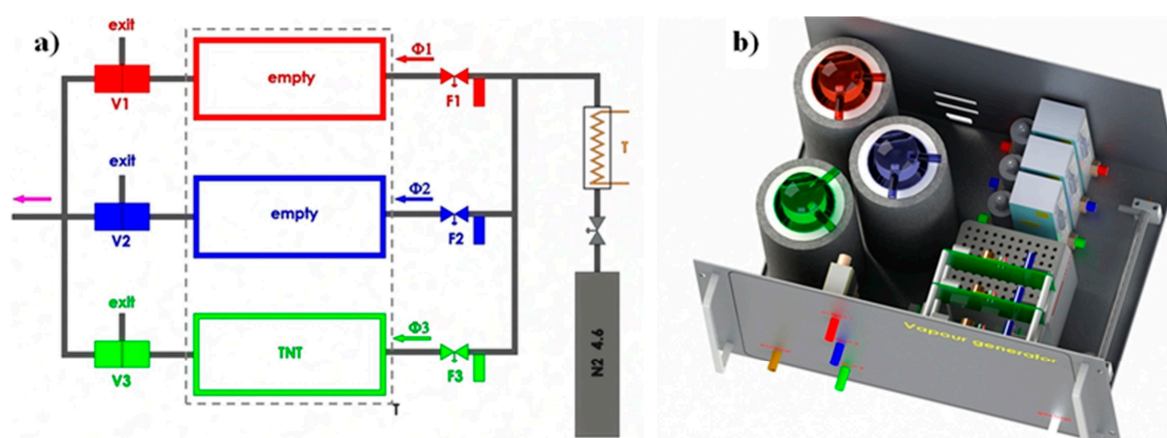 a)
exit
V1
empty
Φ1
F1
T
exit
V2
empty
Φ2
F2
exit
V3
TNT
Φ3
F3
T
N2 4.6
b)
Vapour generator